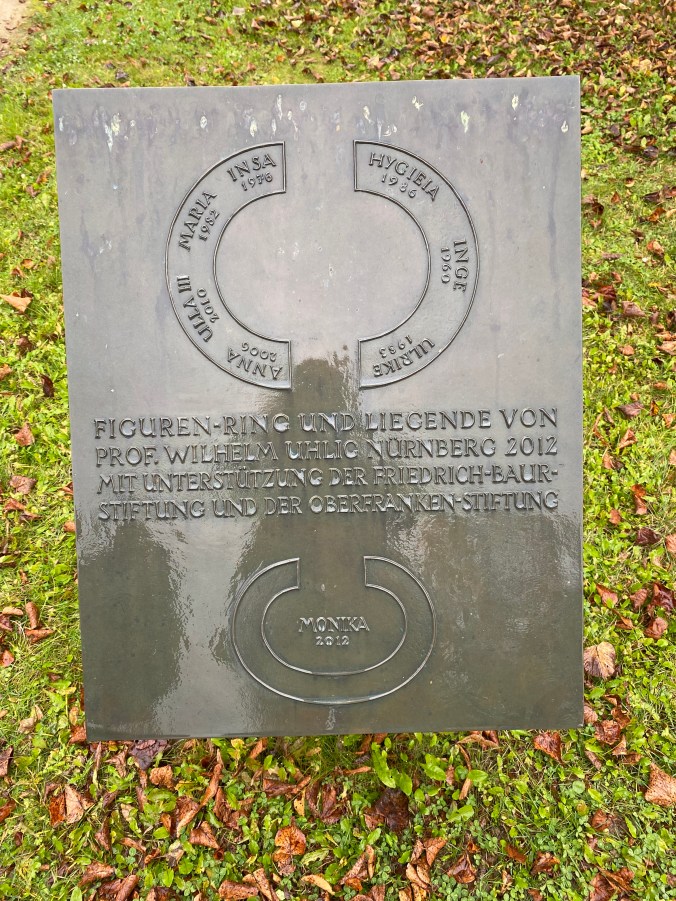 INSA
1976
MARIA
1982
ULLA III
2010
ANNA
2006
HYGIEIA
1986
INGE
1960
ULRIKE
1983
FIGUREN-RING UND LIEGENDE VON
PROF. WILHELM UHLIG NÜRNBERG 2012
MIT UNTERSTÜTZUNG DER FRIEDRICH-BAUR-
STIFTUNG UND DER OBERFRANKEN-STIFTUNG
MONIKA
2012